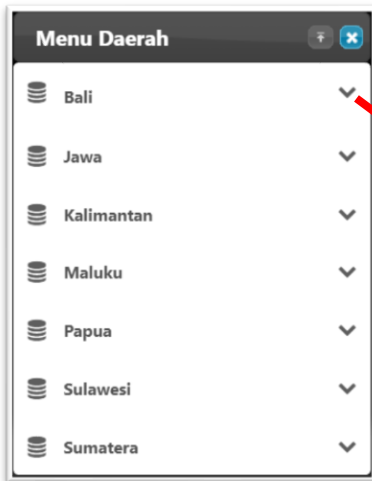 Menu Daerah
Bali
Jawa
Kalimantan
Maluku
Papua
Sulawesi
Sumatera